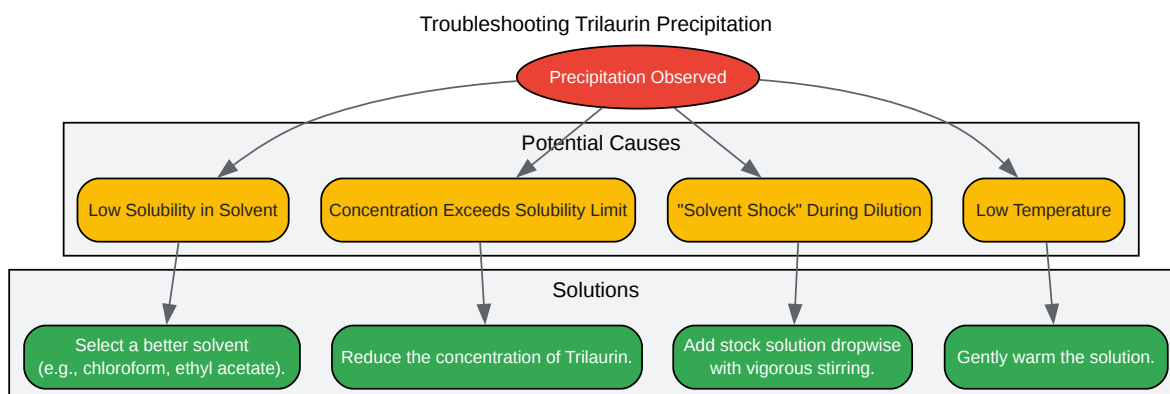 Troubleshooting Trilaurin Precipitation
Precipitation Observed
Potential Causes
Low Solubility in Solvent
Concentration Exceeds Solubility Limit
"Solvent Shock" During Dilution
Low Temperature
Solutions
Select a better solvent
(e.g., chloroform, ethyl acetate).
Reduce the concentration of Trilaurin.
Add stock solution dropwise
with vigorous stirring.
Gently warm the solution.